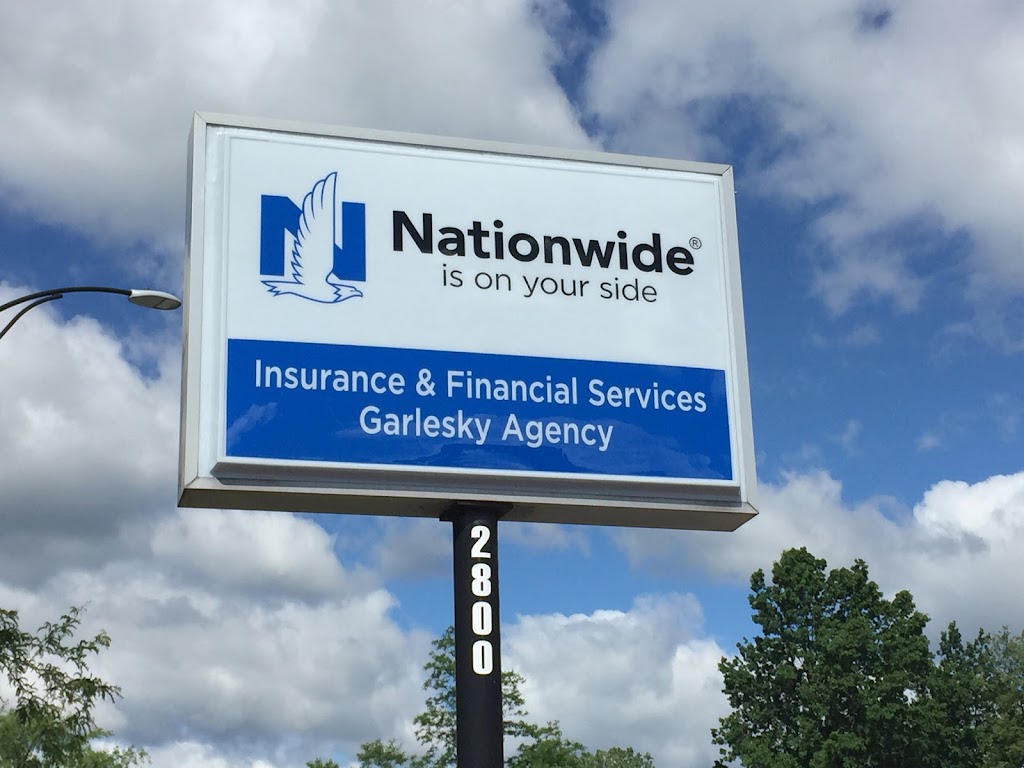 N
Nationwide®
is on your side
Insurance & Financial Services
Garlesky Agency
2800